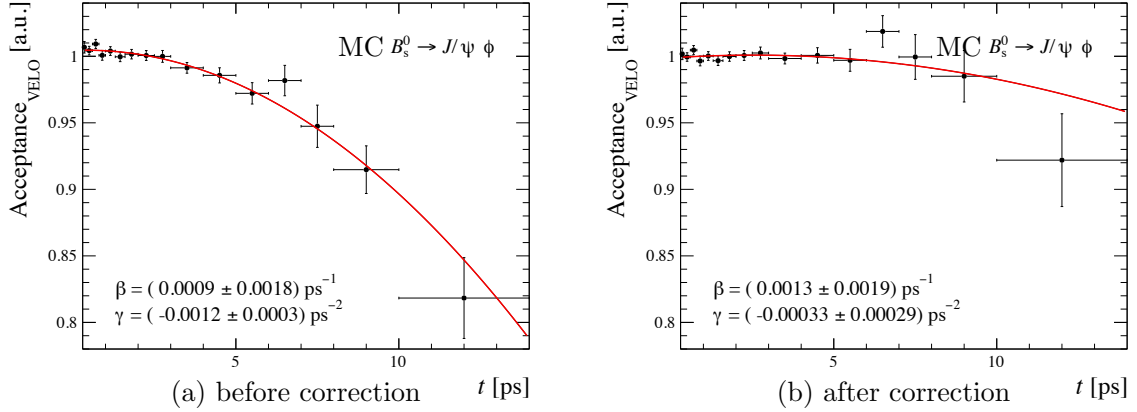 Acceptance_VELO [a.u.]
1
0.95
0.9
0.85
0.8
MC B_s^0 → J/ψ ϕ
β = ( 0.0009 ± 0.0018) ps^−1
γ = ( -0.0012 ± 0.0003) ps^−2
5
10
t [ps]
(a) before correction
Acceptance_VELO [a.u.]
1
0.95
0.9
0.85
0.8
MC B_s^0 → J/ψ ϕ
β = ( 0.0013 ± 0.0019) ps^−1
γ = ( -0.00033 ± 0.00029) ps^−2
5
10
t [ps]
(b) after correction